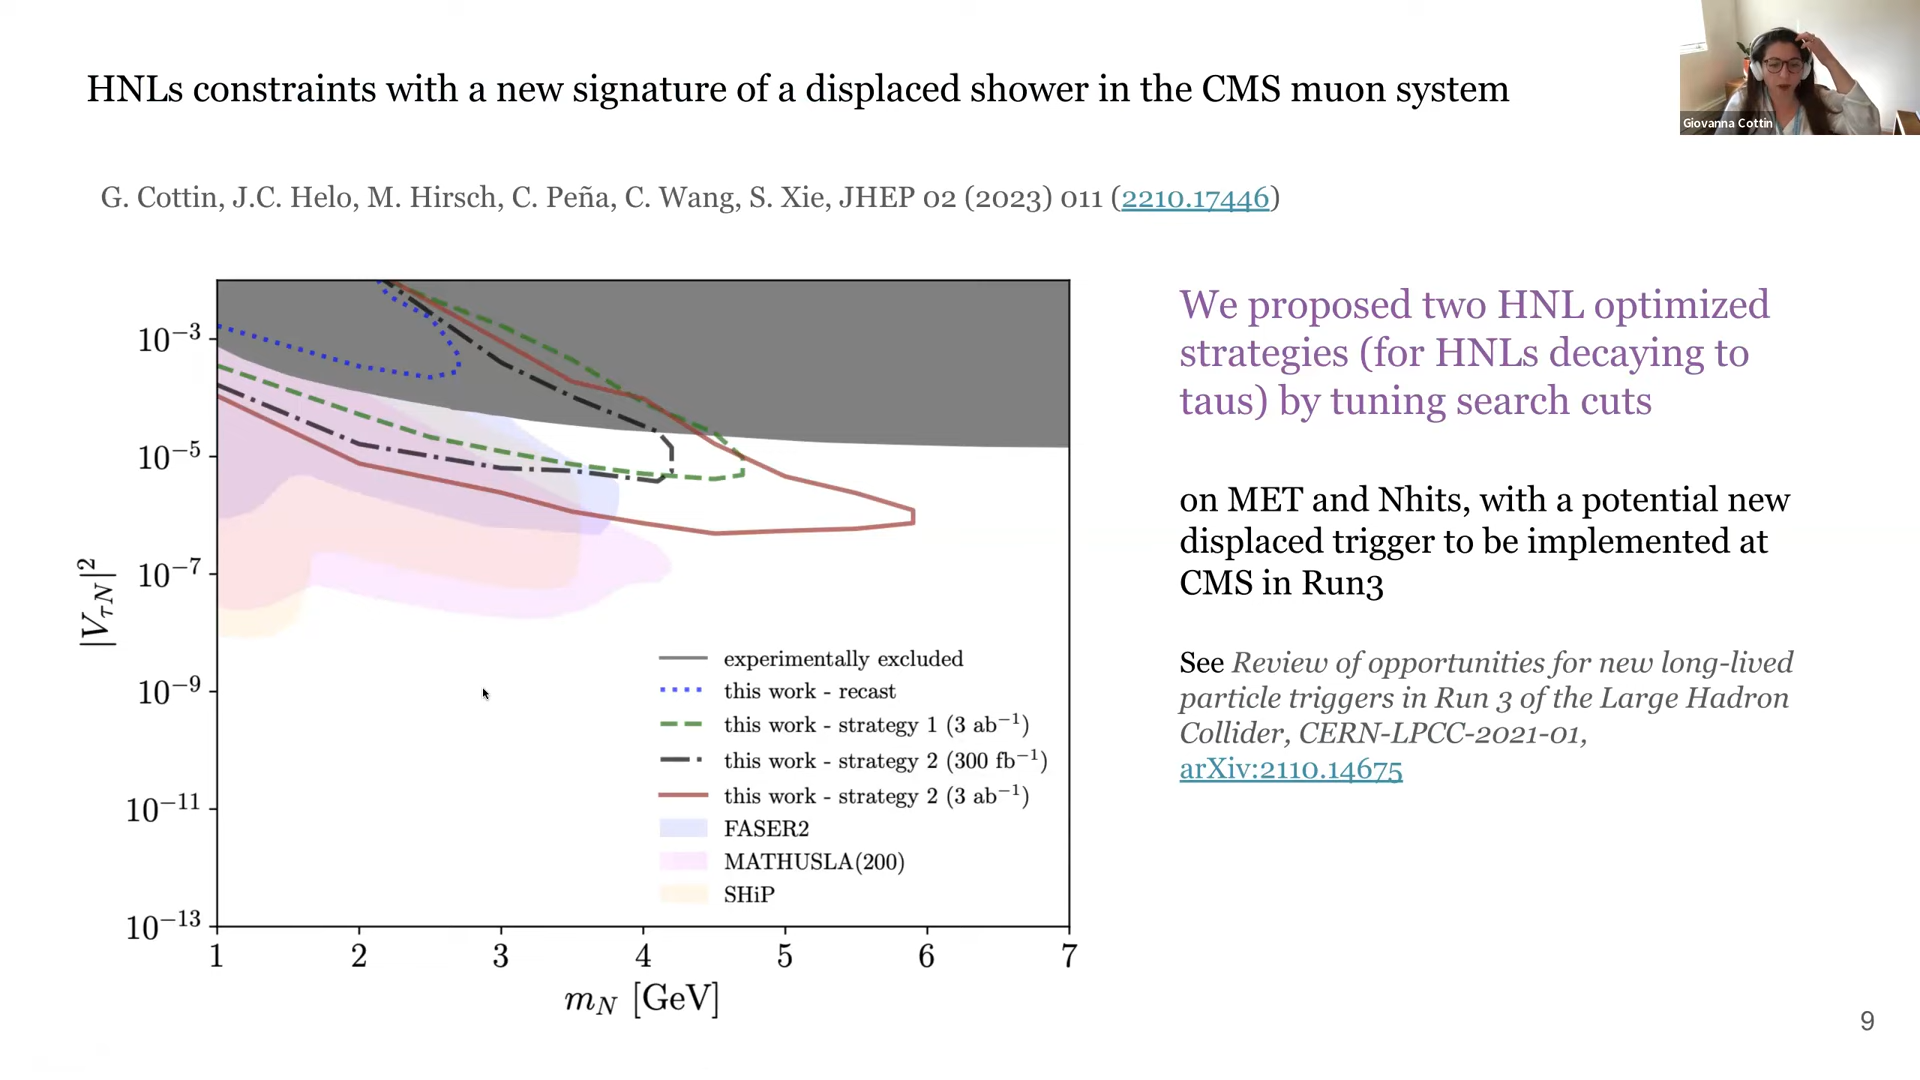 HNLs constraints with a new signature of a displaced shower in the CMS muon system
Giovanna Cottin
G. Cottin, J.C. Helo, M. Hirsch, C. Peña, C. Wang, S. Xie, JHEP 02 (2023) 011 (2210.17446)
We proposed two HNL optimized
strategies (for HNLs decaying to
taus) by tuning search cuts
on MET and Nhits, with a potential new
displaced trigger to be implemented at
CMS in Run3
See Review of opportunities for new long-lived
particle triggers in Run 3 of the Large Hadron
Collider, CERN-LPCC-2021-01,
arXiv:2110.14675
|V_{τN}|^2
10^{−3}
10^{−5}
10^{−7}
10^{−9}
10^{−11}
10^{−13}
experimentally excluded
this work - recast
this work - strategy 1 (3 ab^{−1})
this work - strategy 2 (300 fb^{−1})
this work - strategy 2 (3 ab^{−1})
FASER2
MATHUSLA(200)
SHiP
1 2 3 4 5 6 7
m_N [GeV]
9